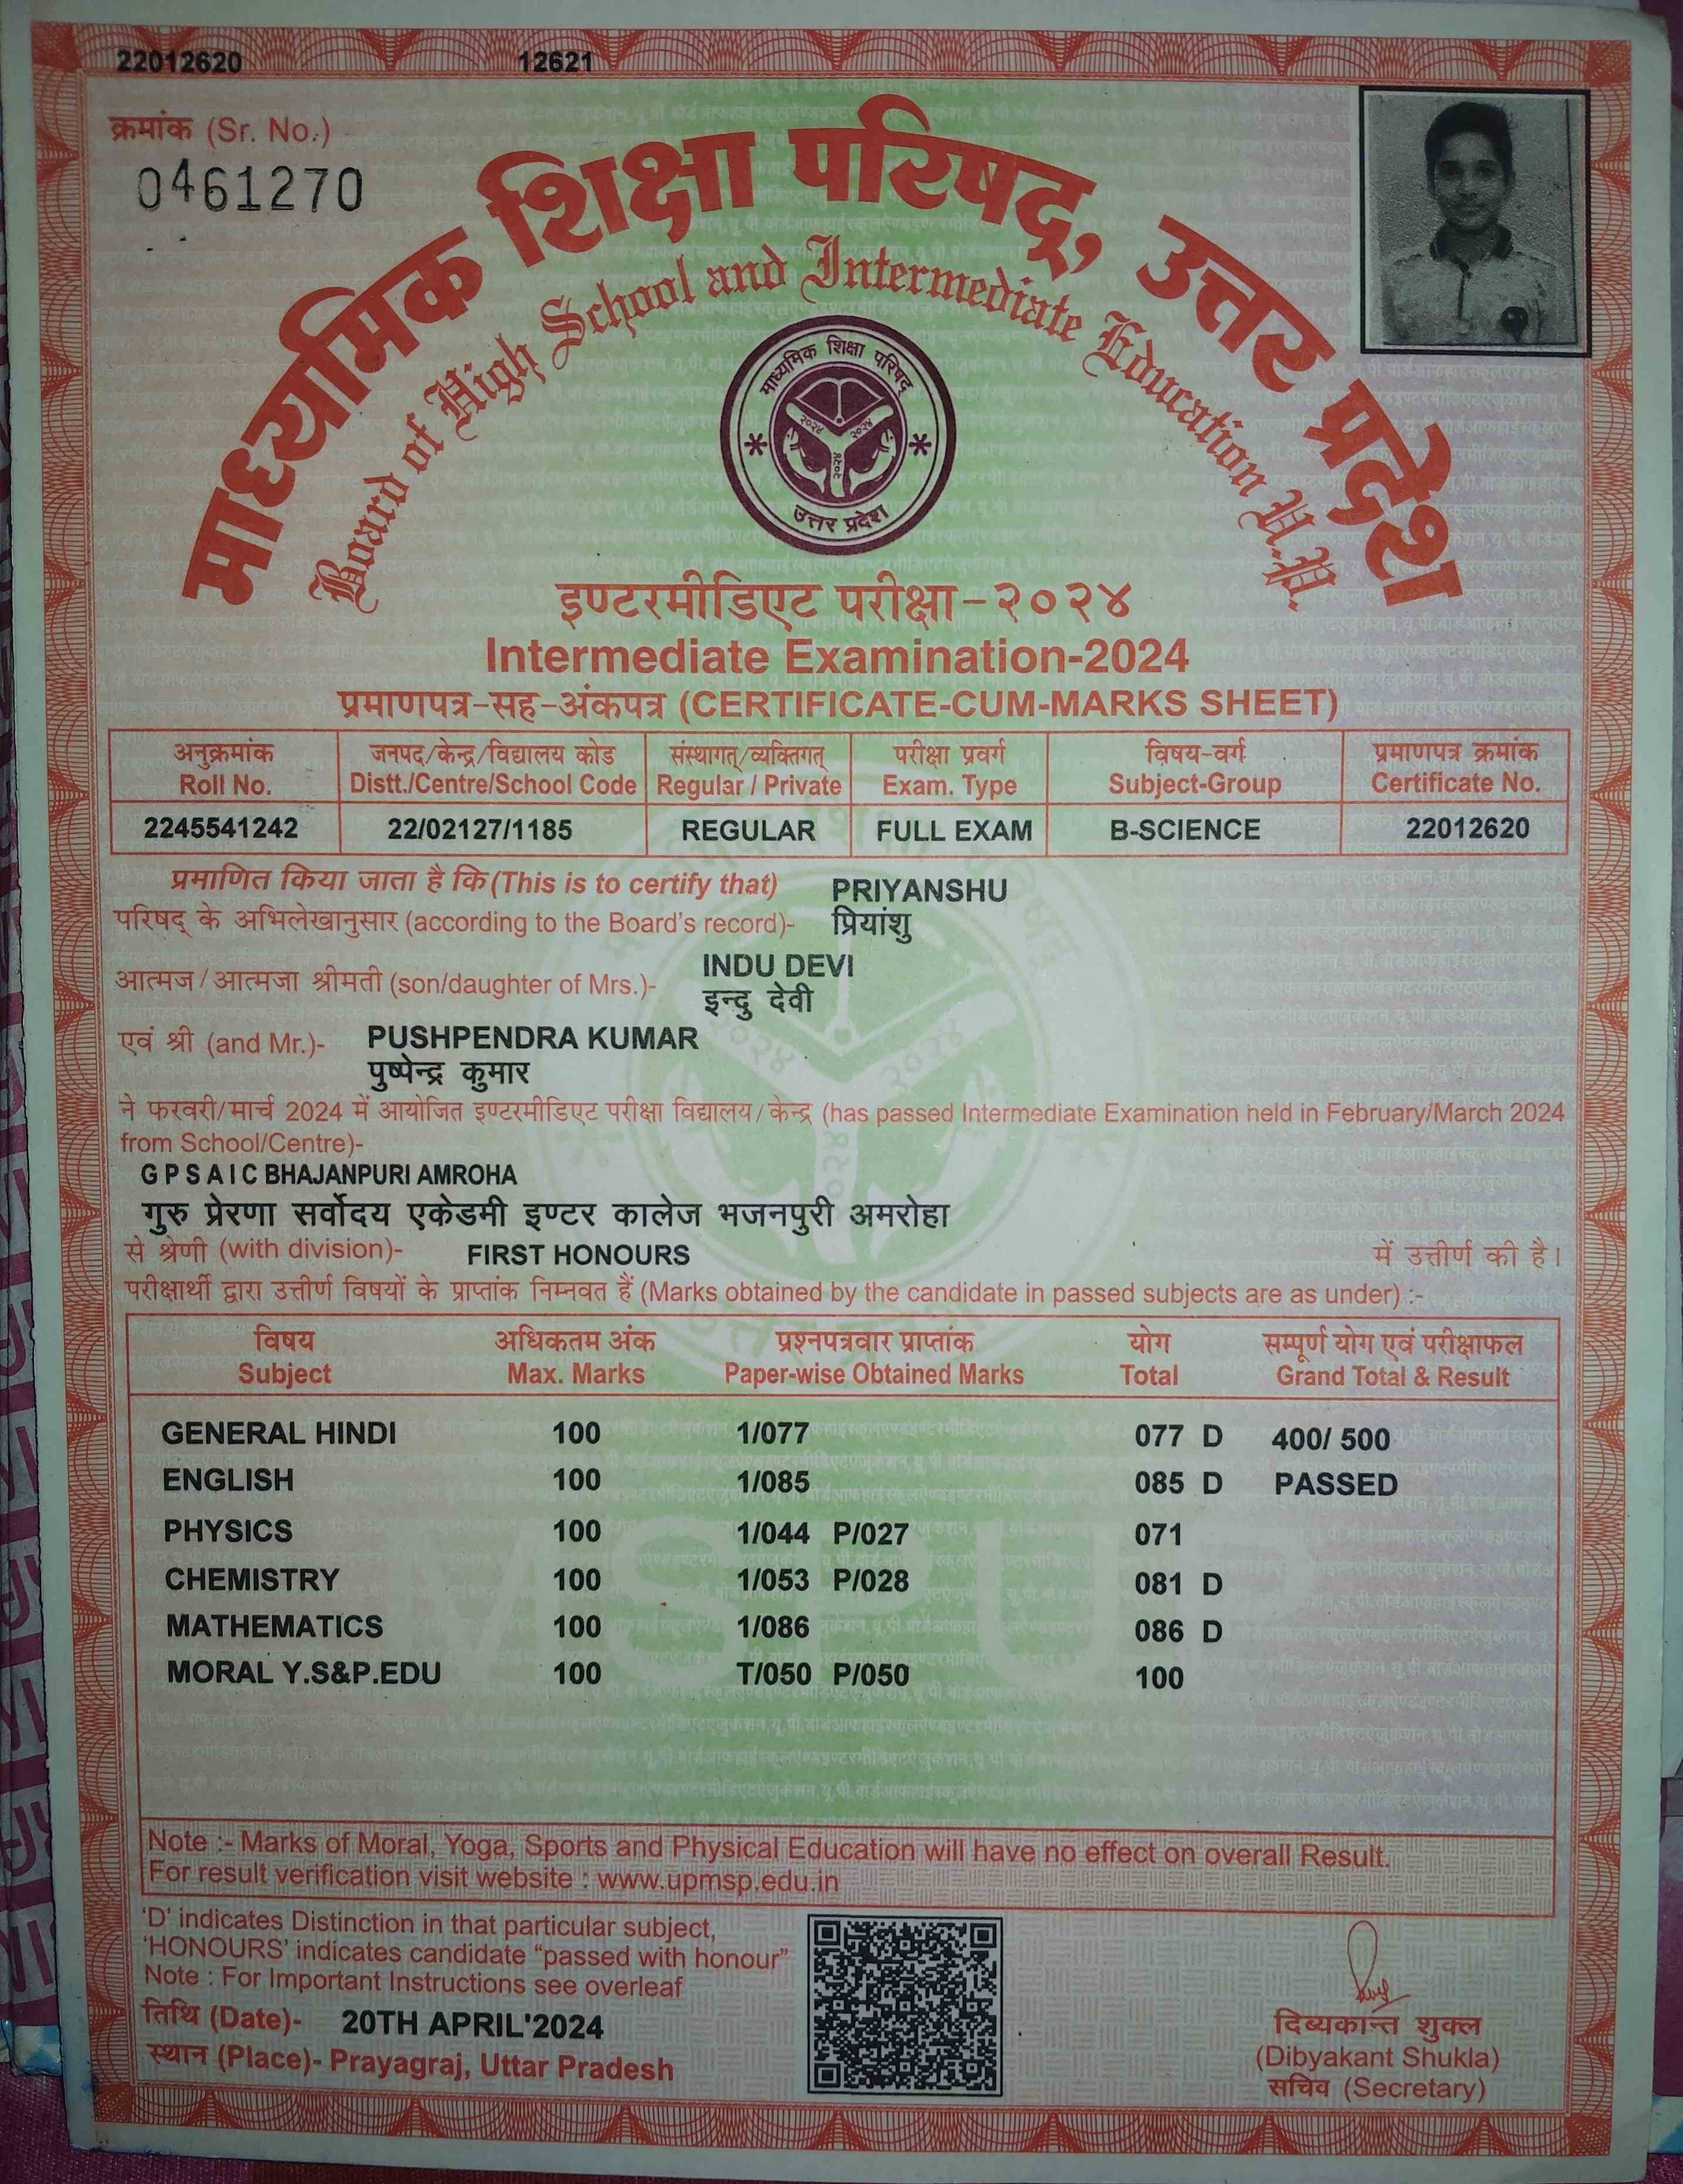 22012620 12621
क्रमांक (Sr. No.)
0461270
माध्यमिक शिक्षा परिषद्, उत्तर प्रदेश
Board of High School and Intermediate Education U.P.
माध्यमिक शिक्षा परिषद्
२०२४ २०२४
२०२४
उत्तर प्रदेश
इण्टरमीडिएट परीक्षा-२०२४
Intermediate Examination-2024
प्रमाणपत्र-सह-अंकपत्र (CERTIFICATE-CUM-MARKS SHEET)
अनुक्रमांक जनपद/केन्द्र/विद्यालय कोड संस्थागत्/व्यक्तिगत् परीक्षा प्रवर्ग विषय-वर्ग प्रमाणपत्र क्रमांक
Roll No. Distt./Centre/School Code Regular / Private Exam. Type Subject-Group Certificate No.
2245541242 22/02127/1185 REGULAR FULL EXAM B-SCIENCE 22012620
प्रमाणित किया जाता है कि (This is to certify that) PRIYANSHU
परिषद् के अभिलेखानुसार (according to the Board's record)- प्रियांशु
INDU DEVI
आत्मज/आत्मजा श्रीमती (son/daughter of Mrs.)-
इन्दु देवी
एवं श्री (and Mr.)- PUSHPENDRA KUMAR
पुष्पेन्द्र कुमार
ने फरवरी/मार्च 2024 में आयोजित इण्टरमीडिएट परीक्षा विद्यालय/केन्द्र (has passed Intermediate Examination held in February/March 2024
from School/Centre)-
G P S A I C BHAJANPURI AMROHA
गुरु प्रेरणा सर्वोदय एकेडमी इण्टर कालेज भजनपुरी अमरोहा
से श्रेणी (with division)- FIRST HONOURS में उत्तीर्ण की है।
परीक्षार्थी द्वारा उत्तीर्ण विषयों के प्राप्तांक निम्नवत हैं (Marks obtained by the candidate in passed subjects are as under) :-
विषय अधिकतम अंक प्रश्नपत्रवार प्राप्तांक योग सम्पूर्ण योग एवं परीक्षाफल
Subject Max. Marks Paper-wise Obtained Marks Total Grand Total & Result
GENERAL HINDI 100 1/077 077 D 400/ 500
ENGLISH 100 1/085 085 D PASSED
PHYSICS 100 1/044 P/027 071
CHEMISTRY 100 1/053 P/028 081 D
MATHEMATICS 100 1/086 086 D
MORAL Y.S&P.EDU 100 T/050 P/050 100
MSPUP
Note :- Marks of Moral, Yoga, Sports and Physical Education will have no effect on overall Result.
For result verification visit website : www.upmsp.edu.in
'D' indicates Distinction in that particular subject,
'HONOURS' indicates candidate "passed with honour"
Note : For Important Instructions see overleaf
तिथि (Date)- 20TH APRIL'2024
स्थान (Place)- Prayagraj, Uttar Pradesh
दिब्यकान्त शुक्ल
(Dibyakant Shukla)
सचिव (Secretary)